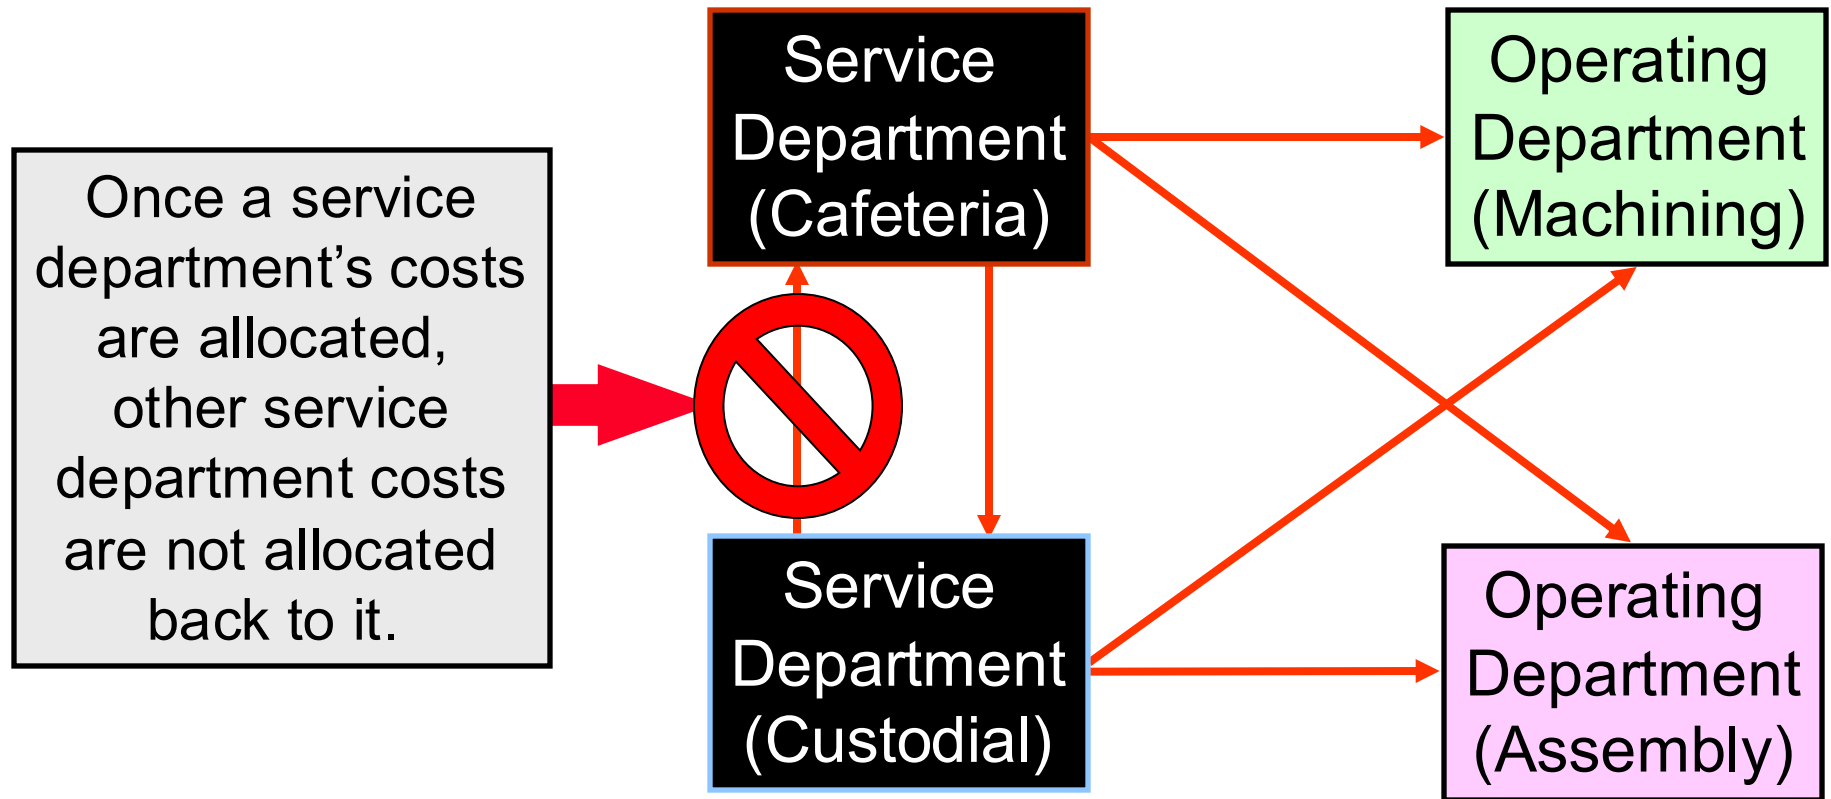 Once a service
department’s costs
are allocated,
other service
department costs
are not allocated
back to it.
Service
Department
(Cafeteria)
Operating
Department
(Machining)
Service
Department
(Custodial)
Operating
Department
(Assembly)